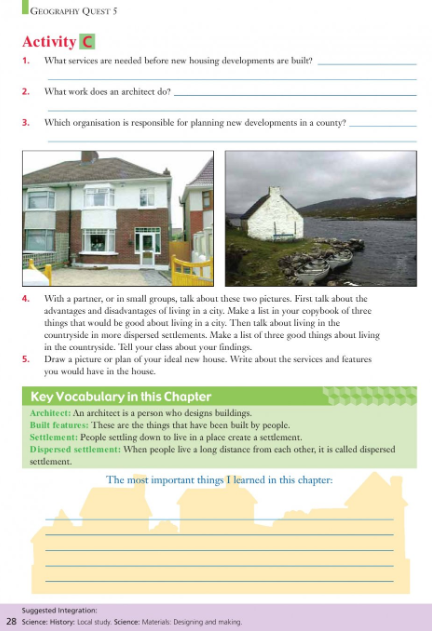 GEOGRAPHY QUEST 5
Activity C
1. What services are needed before new housing developments are built?
2. What work does an architect do?
3. Which organisation is responsible for planning new developments in a county?
4. With a partner, or in small groups, talk about these two pictures. First talk about the
advantages and disadvantages of living in a city. Make a list in your copybook of three
things that would be good about living in a city. Then talk about living in the
countryside in more dispersed settlements. Make a list of three good things about living
in the countryside. Tell your class about your findings.
5. Draw a picture or plan of your ideal new house. Write about the services and features
you would have in the house.
Key Vocabulary in this Chapter
Architect: An architect is a person who designs buildings.
Built features: These are the things that have been built by people.
Settlement: People settling down to live in a place create a settlement.
Dispersed settlement: When people live a long distance from each other, it is called dispersed
settlement.
The most important things I learned in this chapter:
Suggested Integration:
28 Science: History: Local study. Science: Materials: Designing and making.